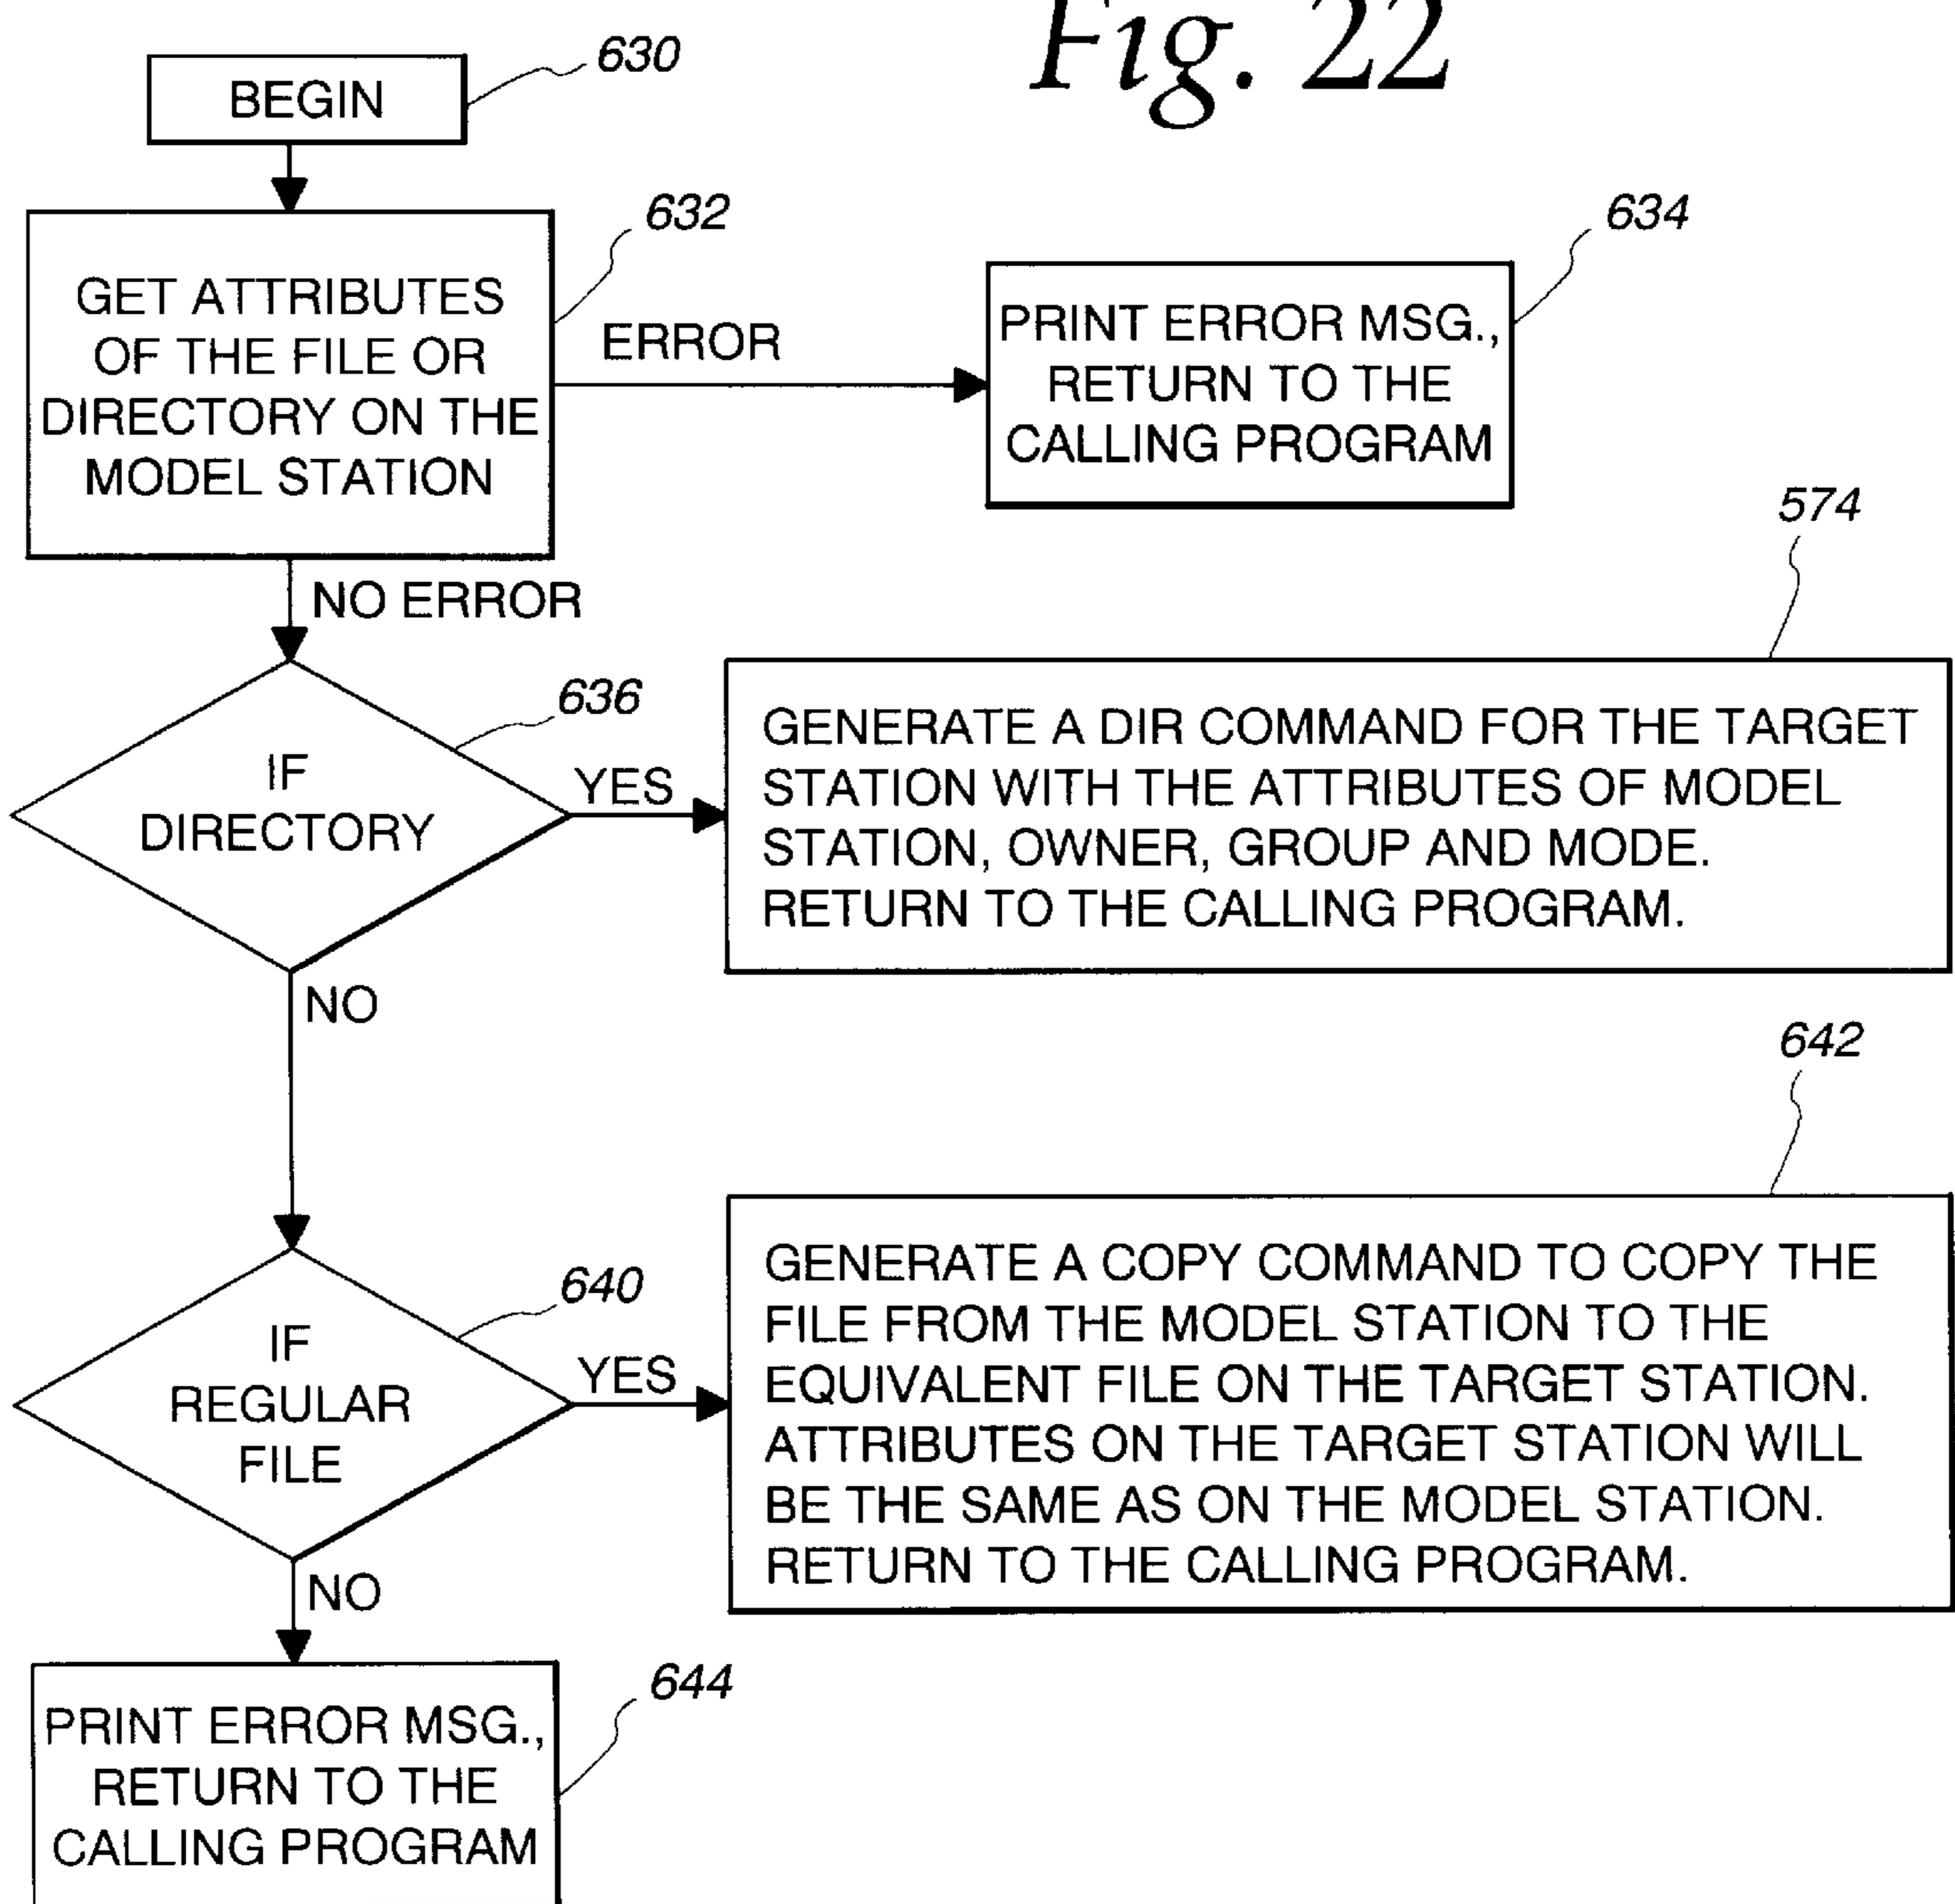 Fig. 22
630
BEGIN
632
GET ATTRIBUTES
OF THE FILE OR
DIRECTORY ON THE
MODEL STATION
ERROR
634
PRINT ERROR MSG.,
RETURN TO THE
CALLING PROGRAM
NO ERROR
574
636
IF
DIRECTORY
YES
GENERATE A DIR COMMAND FOR THE TARGET
STATION WITH THE ATTRIBUTES OF MODEL
STATION, OWNER, GROUP AND MODE.
RETURN TO THE CALLING PROGRAM.
NO
642
640
IF
REGULAR
FILE
YES
GENERATE A COPY COMMAND TO COPY THE
FILE FROM THE MODEL STATION TO THE
EQUIVALENT FILE ON THE TARGET STATION.
ATTRIBUTES ON THE TARGET STATION WILL
BE THE SAME AS ON THE MODEL STATION.
RETURN TO THE CALLING PROGRAM.
NO
644
PRINT ERROR MSG.,
RETURN TO THE
CALLING PROGRAM